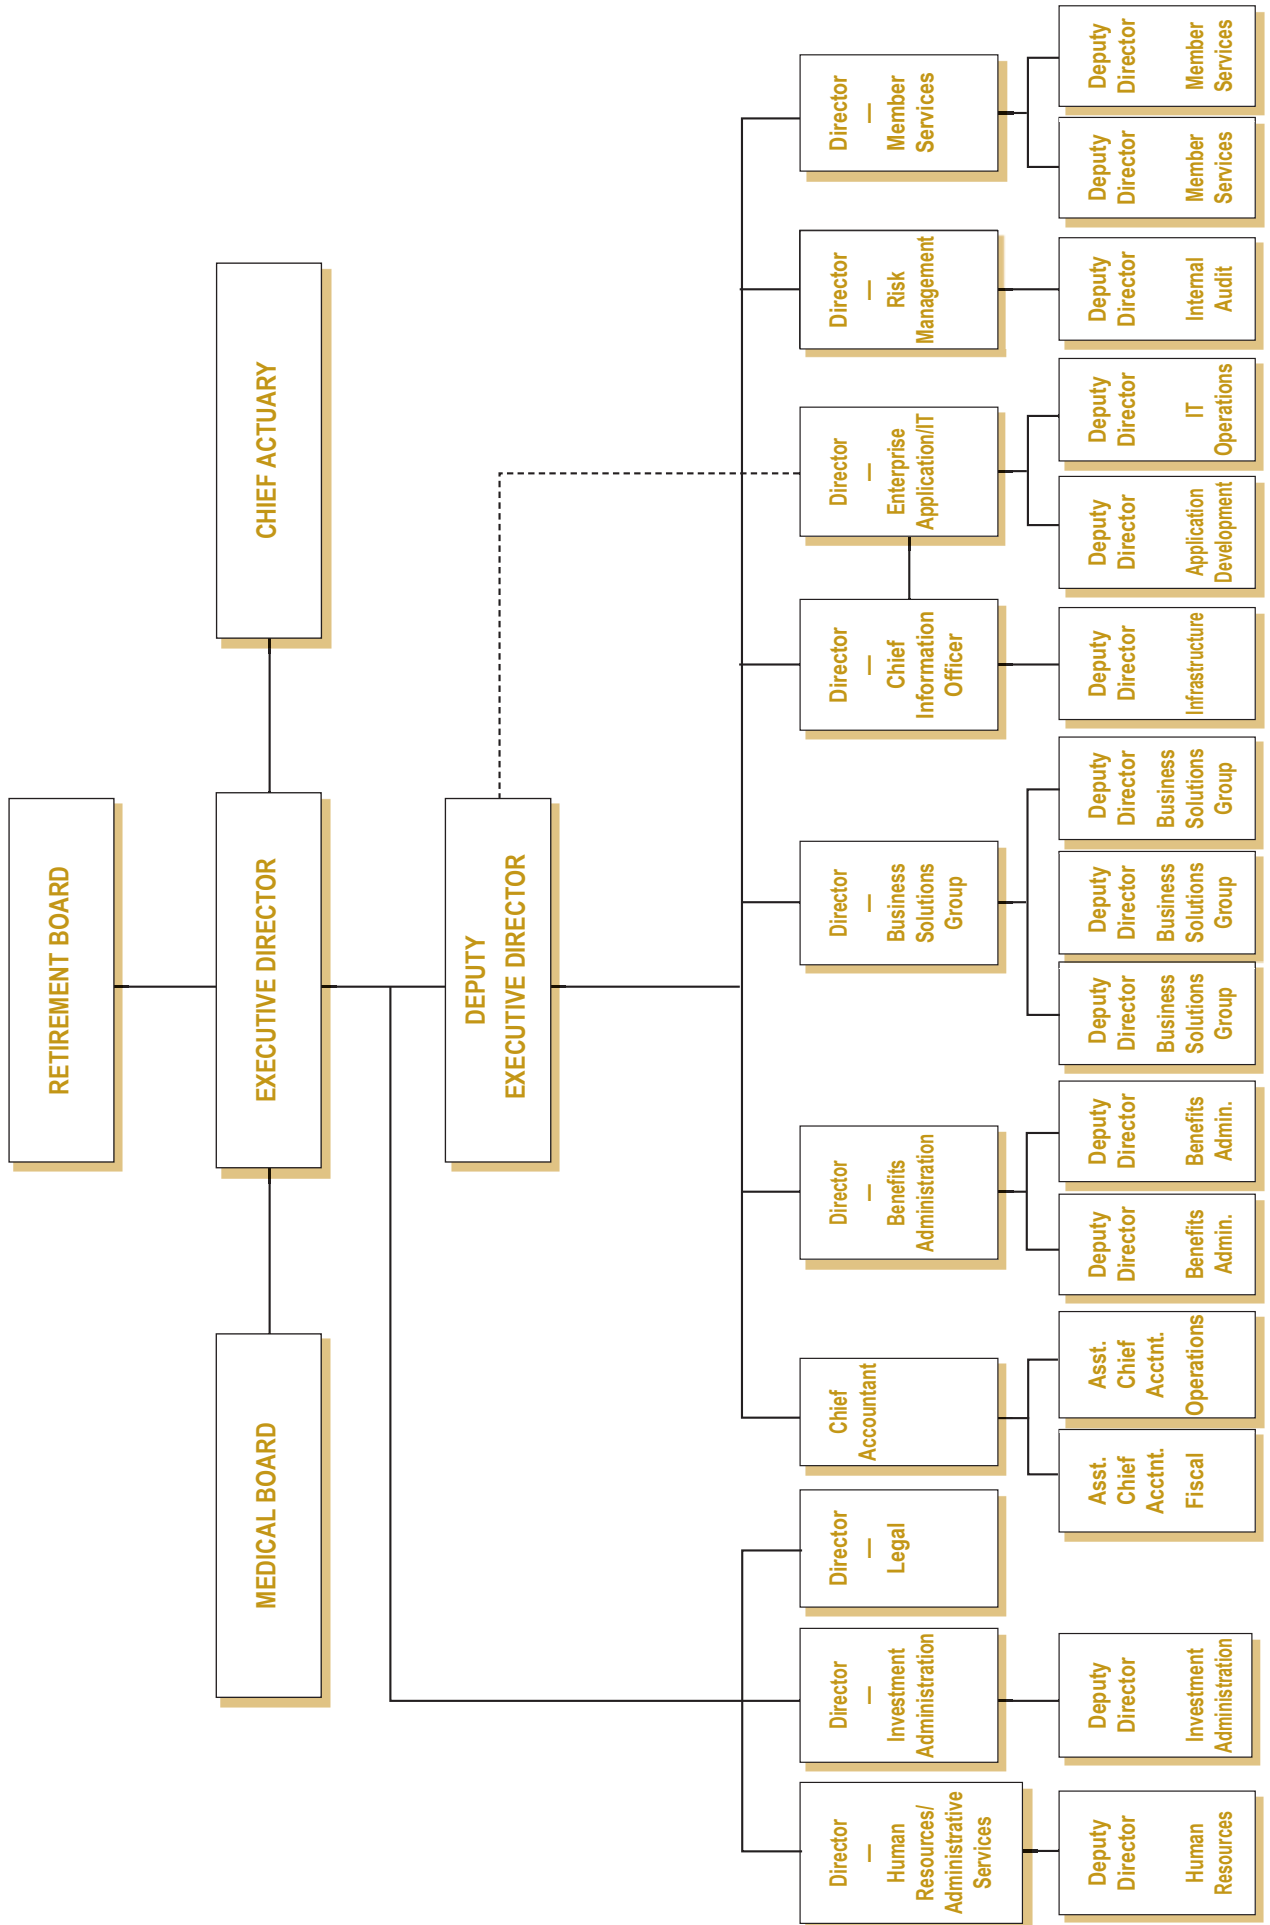 RETIREMENT BOARD
MEDICAL BOARD
EXECUTIVE DIRECTOR
CHIEF ACTUARY
DEPUTY
EXECUTIVE DIRECTOR
Director
—
Human
Resources/
Administrative
Services
Director
—
Investment
Administration
Director
—
Legal
Chief
Accountant
Director
—
Benefits
Administration
Director
—
Business
Solutions
Group
Director
—
Chief
Information
Officer
Director
—
Enterprise
Application/IT
Director
—
Risk
Management
Director
—
Member
Services
Deputy
Director
Human
Resources
Deputy
Director
Investment
Administration
Asst.
Chief
Acctnt.
Fiscal
Asst.
Chief
Acctnt.
Operations
Deputy
Director
Benefits
Admin.
Deputy
Director
Benefits
Admin.
Deputy
Director
Business
Solutions
Group
Deputy
Director
Business
Solutions
Group
Deputy
Director
Business
Solutions
Group
Deputy
Director
Infrastructure
Deputy
Director
Application
Development
Deputy
Director
IT
Operations
Deputy
Director
Internal
Audit
Deputy
Director
Member
Services
Deputy
Director
Member
Services